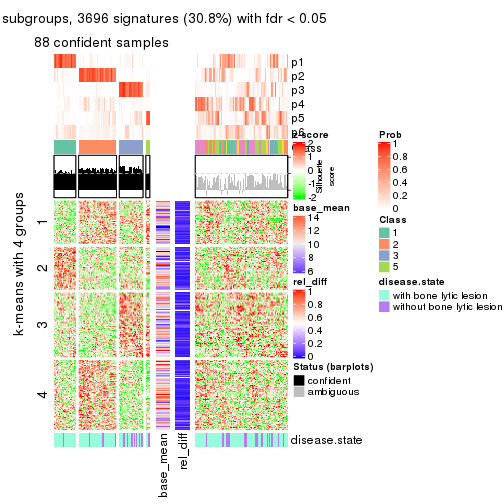 subgroups, 3696 signatures (30.8%) with fdr < 0.05
88 confident samples
p1
p2
p3
p4
p5
p6
Class
Silhouette
score
1
2
3
4
k-means with 4 groups
base_mean
rel_diff
disease.state
z-score
2
1
0
-1
-2
base_mean
14
12
10
8
6
rel_diff
1
0.8
0.6
0.4
0.2
0
Status (barplots)
confident
ambiguous
Prob
1
0.8
0.6
0.4
0.2
0
Class
1
2
3
5
disease.state
with bone lytic lesion
without bone lytic lesion